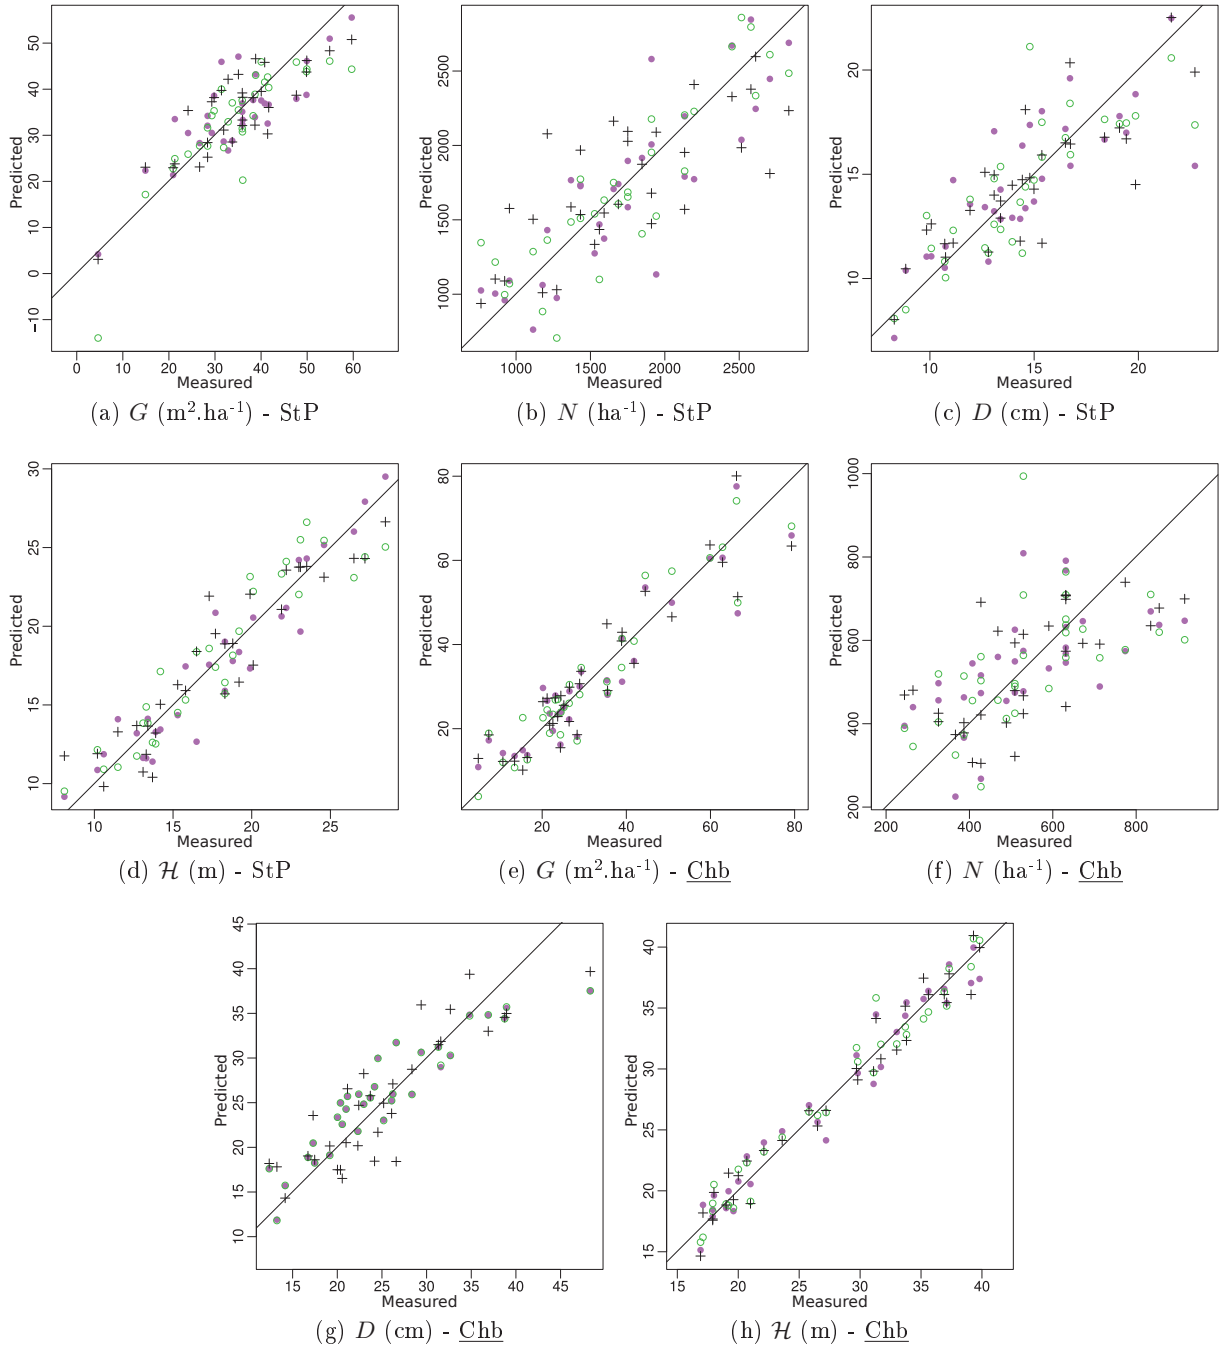 Predicted
−10 0 10 20 30 40 50
0 10 20 30 40 50 60
Measured
(a) G (m².ha⁻¹) - StP
Predicted
1000 1500 2000 2500
1000 1500 2000 2500
Measured
(b) N (ha⁻¹) - StP
Predicted
10 15 20
10 15 20
Measured
(c) D (cm) - StP
Predicted
10 15 20 25 30
10 15 20 25
Measured
(d) ℋ (m) - StP
Predicted
20 40 60 80
20 40 60 80
Measured
(e) G (m².ha⁻¹) - Chb
Predicted
200 400 600 800 1000
200 400 600 800
Measured
(f) N (ha⁻¹) - Chb
Predicted
10 15 20 25 30 35 40 45
15 20 25 30 35 40 45
Measured
(g) D (cm) - Chb
Predicted
15 20 25 30 35 40
15 20 25 30 35 40
Measured
(h) ℋ (m) - Chb